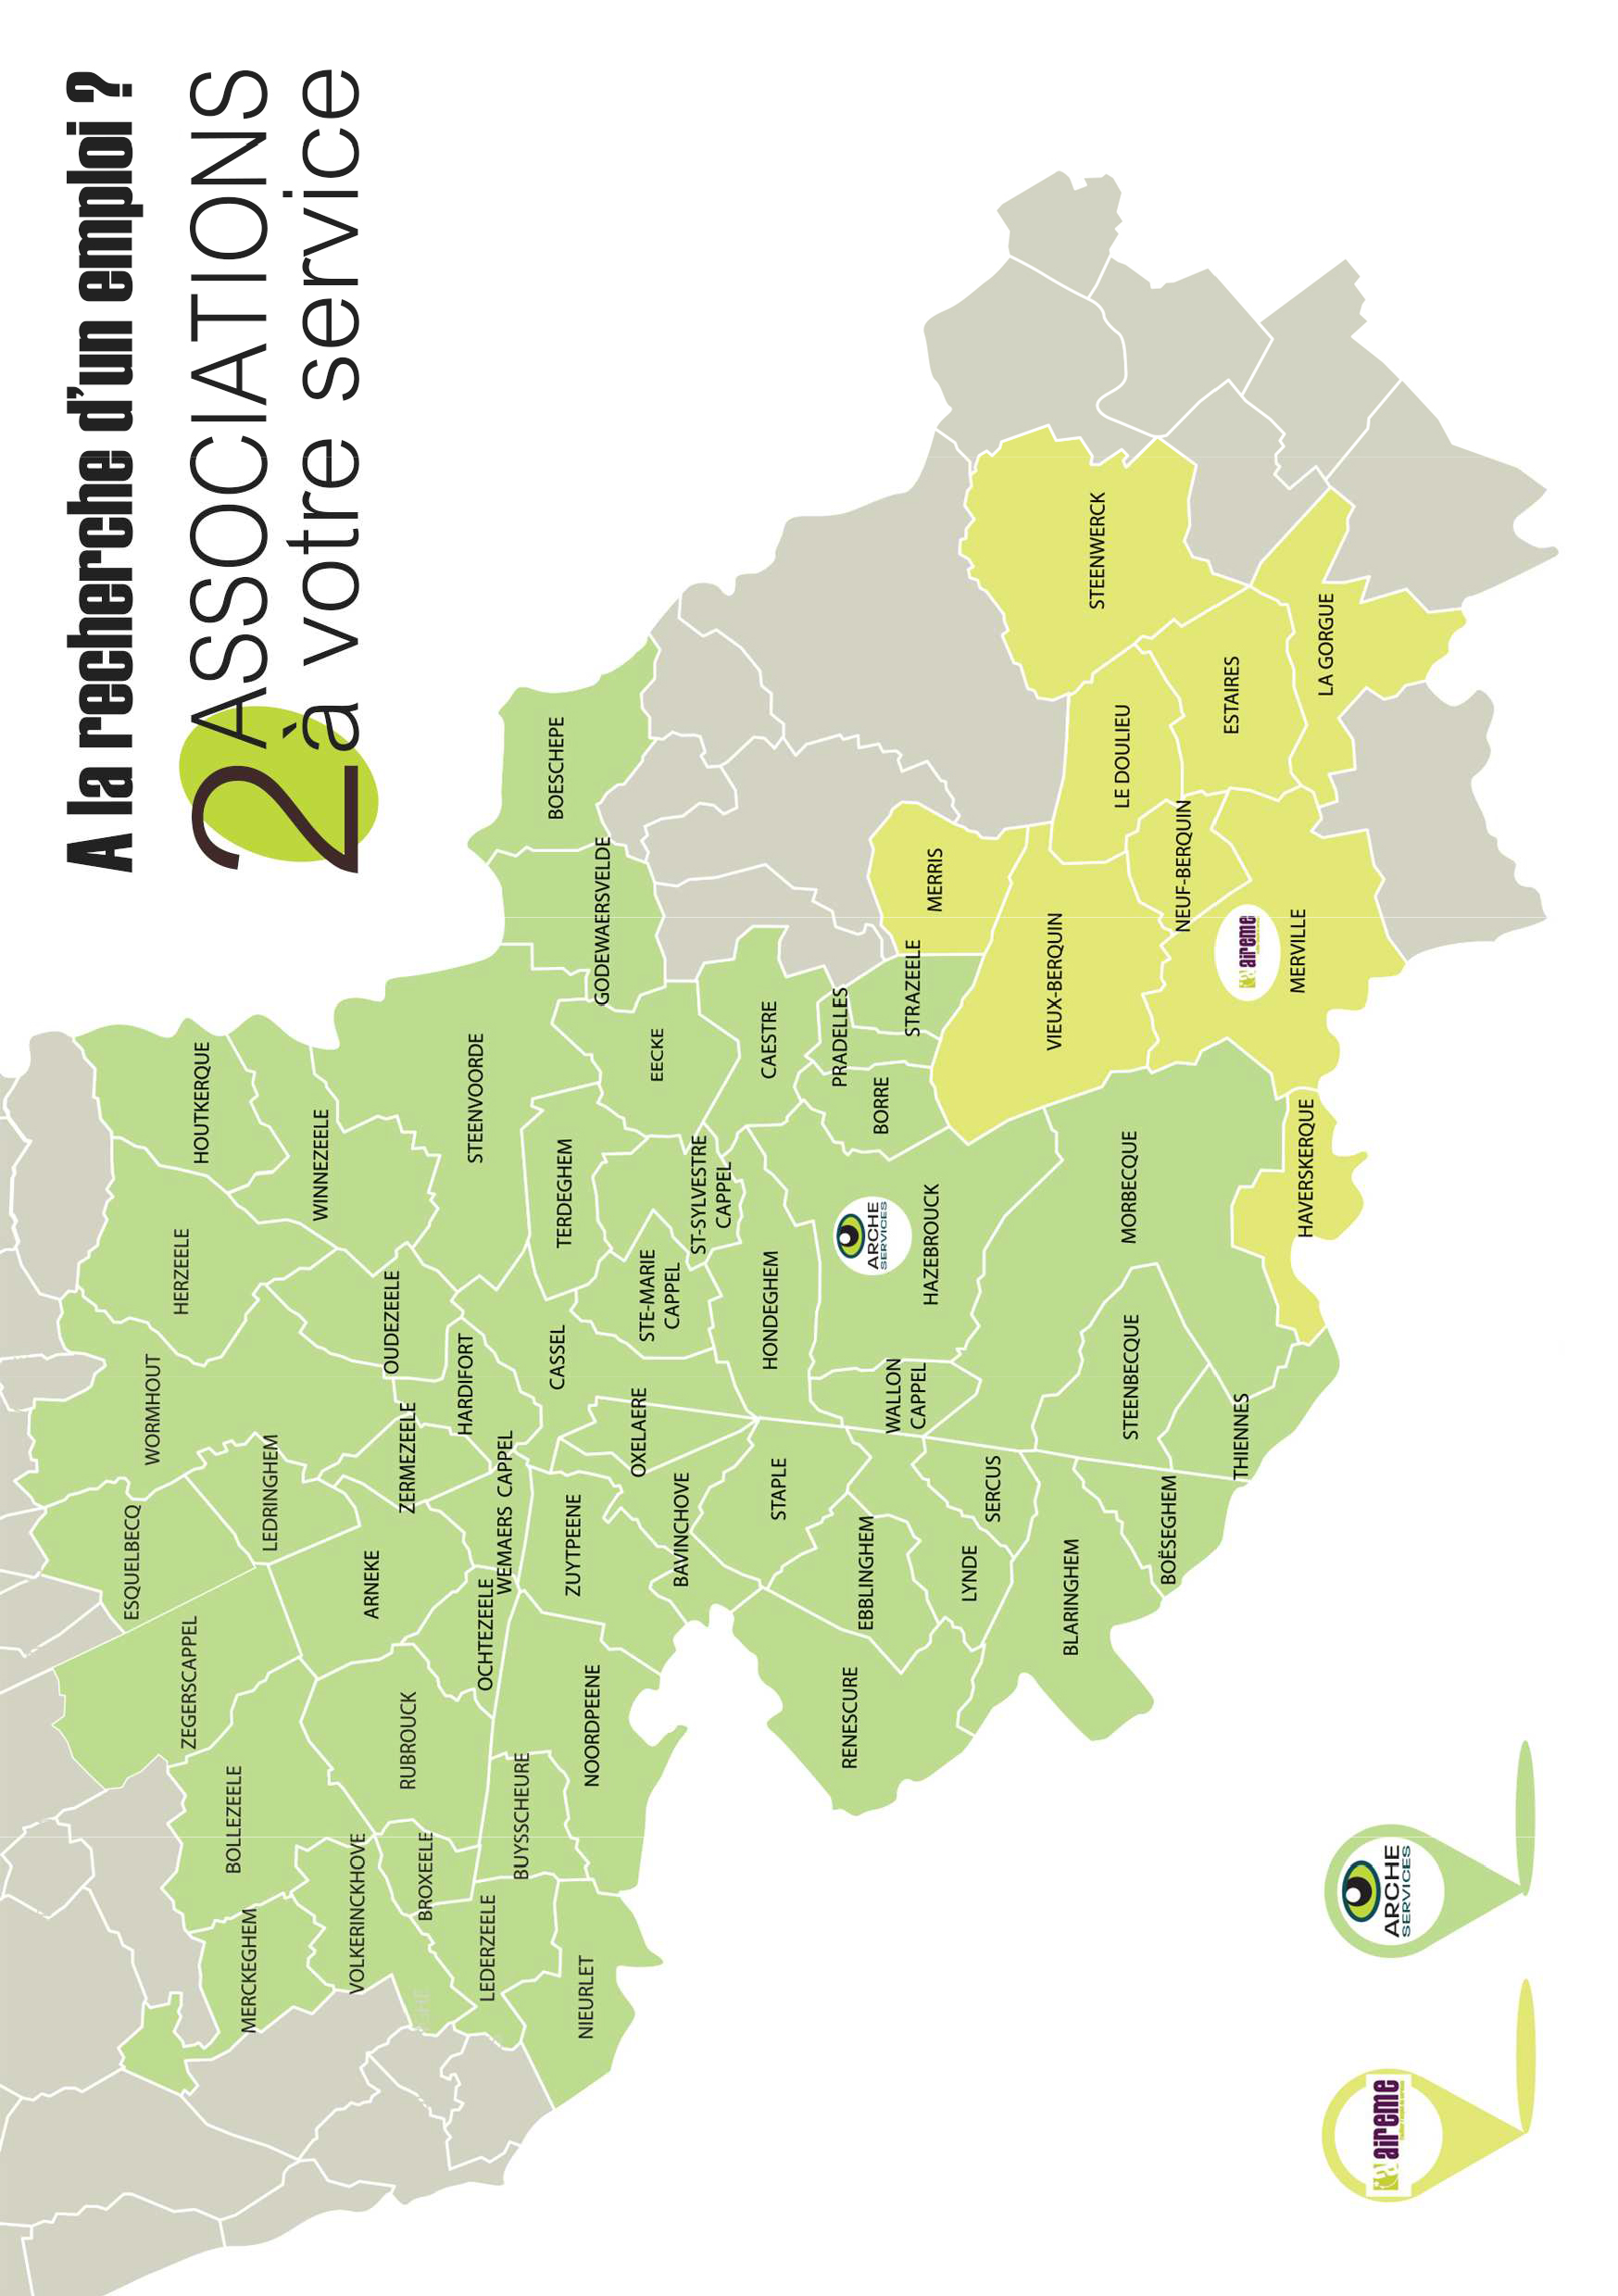 A la recherche d'un emploi ?
2 ASSOCIATIONS
à votre service
HOUTKERQUE
WINNEZEELE
HERZEELE
WORMHOUT
ESQUELBECQ
LEDRINGHEM
ZEGERSCAPPEL
BOLLEZEELE
MERCKEGHEM
VOLKERINCKHOVE
BROXEELE
RUBROUCK
ARNEKE
ZERMEZEELE
OUDEZEELE
HARDIFORT
STEENVOORDE
BOESCHEPE
GODEWAERSVELDE
TERDEGHEM
EECKE
CASSEL
WEMAERS CAPPEL
OCHTEZEELE
ZUYTPEENE
NOORDPEENE
BUYSSCHEURE
LEDERZEELE
NIEURLET
BAVINCHOVE
OXELAERE
STE-MARIE
CAPPEL
ST-SYLVESTRE
CAPPEL
CAESTRE
PRADELLES
STRAZEELE
BORRE
HONDEGHEM
STAPLE
ARCHE
SERVICES
HAZEBROUCK
WALLON
CAPPEL
EBBLINGHEM
RENESCURE
LYNDE
SERCUS
BLARINGHEM
BOËSEGHEM
STEENBECQUE
THIENNES
MORBECQUE
MERRIS
VIEUX-BERQUIN
STEENWERCK
LE DOULIEU
NEUF-BERQUIN
ESTAIRES
LA GORGUE
aireme
MERVILLE
HAVERSKERQUE
aireme
ARCHE
SERVICES